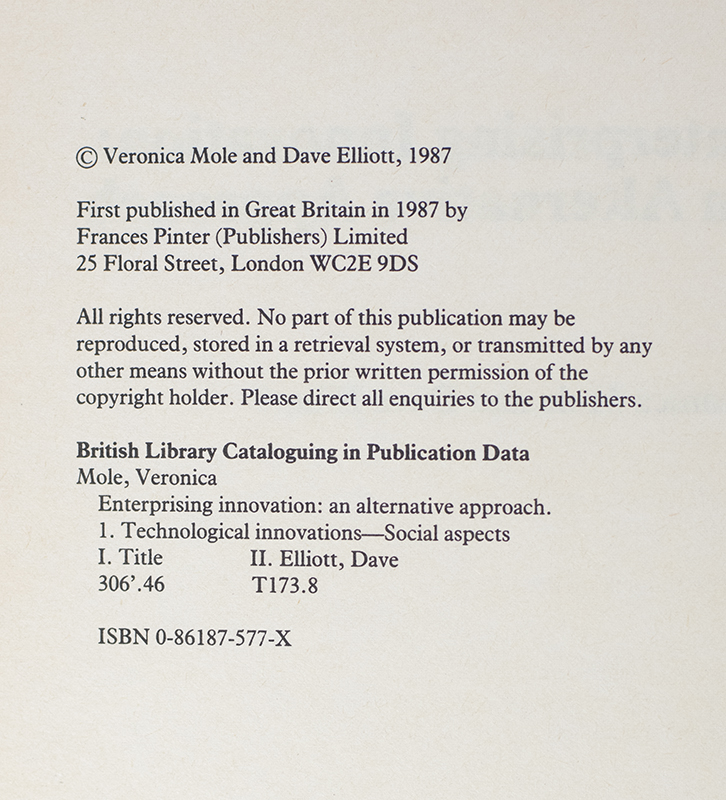 © Veronica Mole and Dave Elliott, 1987
First published in Great Britain in 1987 by
Frances Pinter (Publishers) Limited
25 Floral Street, London WC2E 9DS
All rights reserved. No part of this publication may be
reproduced, stored in a retrieval system, or transmitted by any
other means without the prior written permission of the
copyright holder. Please direct all enquiries to the publishers.
British Library Cataloguing in Publication Data
Mole, Veronica
Enterprising innovation: an alternative approach.
1. Technological innovations—Social aspects
I. Title II. Elliott, Dave
306’.46 T173.8
ISBN 0-86187-577-X